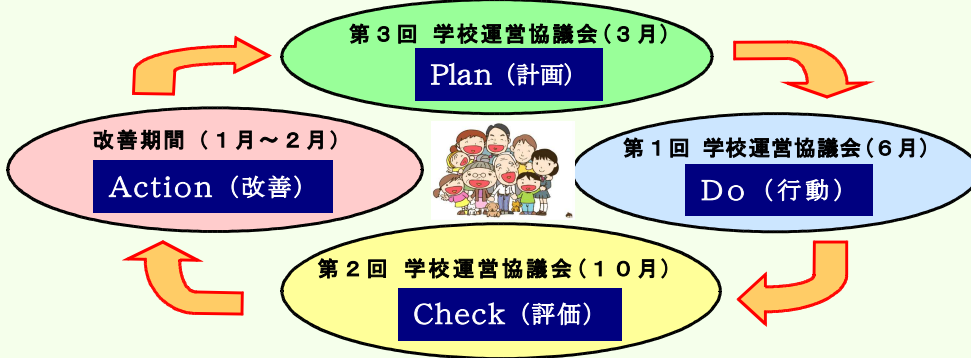 第３回 学校運営協議会（３月）
Plan（計画）
改善期間（１月～２月）
Action（改善）
第１回 学校運営協議会（６月）
Do（行動）
第２回 学校運営協議会（１０月）
Check（評価）